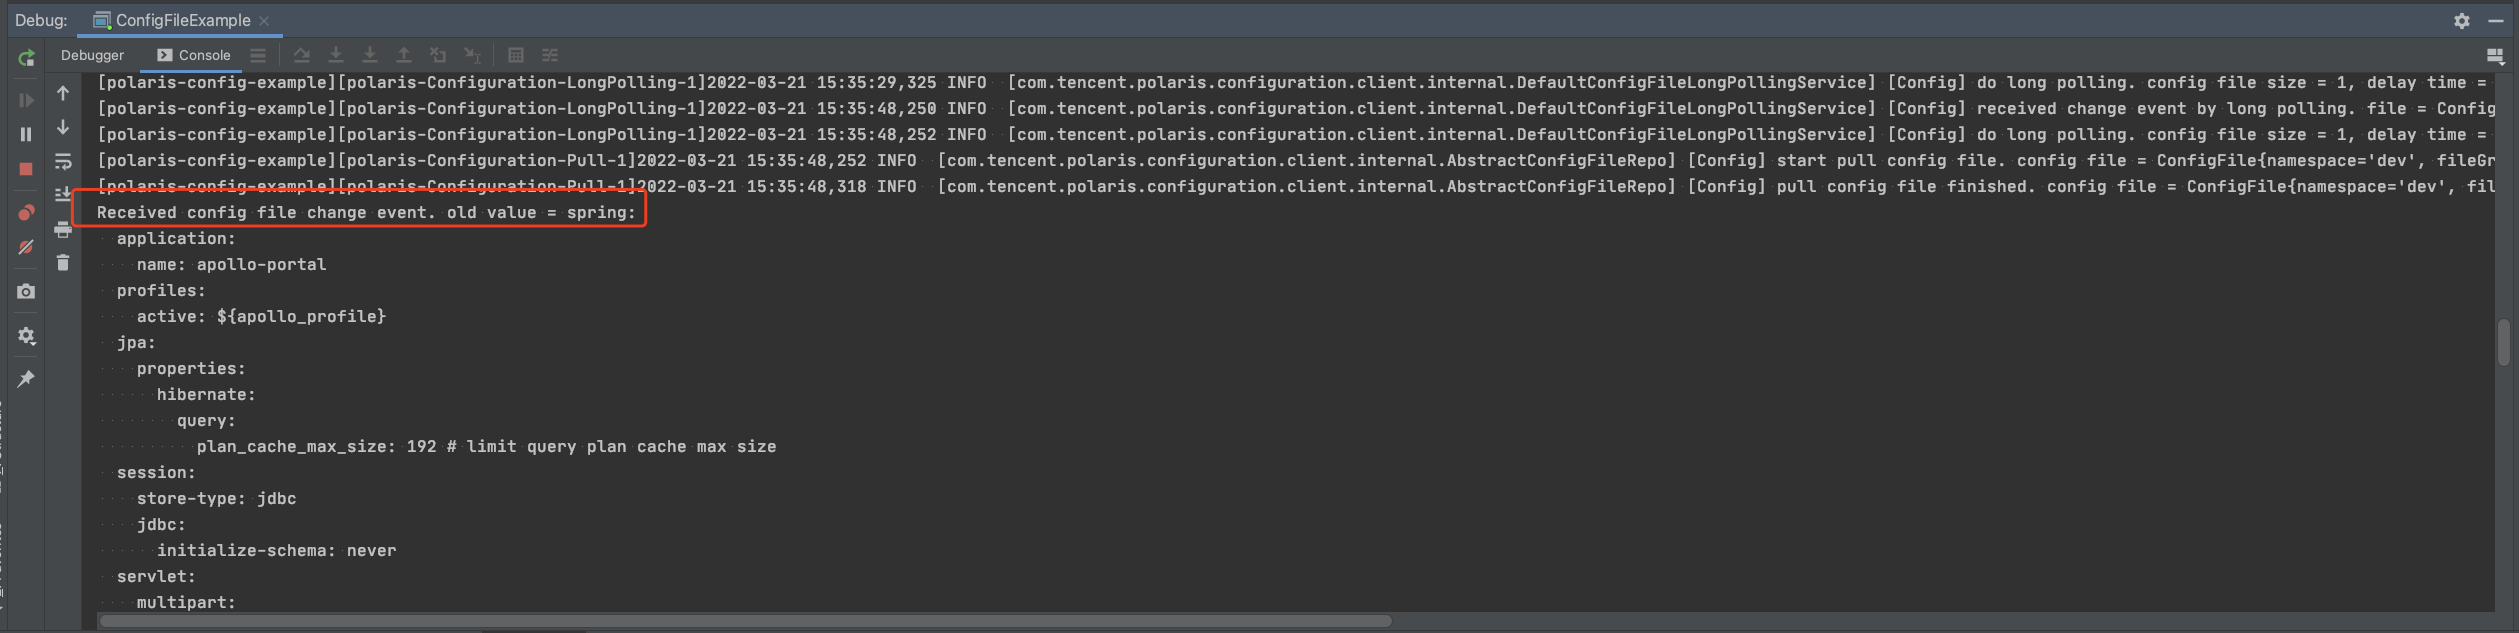 Debug: ConfigFileExample
Debugger Console
[polaris-config-example][polaris-Configuration-LongPolling-1]2022-03-21 15:35:29,325 INFO [com.tencent.polaris.configuration.client.internal.DefaultConfigFileLongPollingService] [Config] do long polling. config file size = 1, delay time =
[polaris-config-example][polaris-Configuration-LongPolling-1]2022-03-21 15:35:48,250 INFO [com.tencent.polaris.configuration.client.internal.DefaultConfigFileLongPollingService] [Config] received change event by long polling. file = Config
[polaris-config-example][polaris-Configuration-LongPolling-1]2022-03-21 15:35:48,252 INFO [com.tencent.polaris.configuration.client.internal.DefaultConfigFileLongPollingService] [Config] do long polling. config file size = 1, delay time =
[polaris-config-example][polaris-Configuration-Pull-1]2022-03-21 15:35:48,252 INFO [com.tencent.polaris.configuration.client.internal.AbstractConfigFileRepo] [Config] start pull config file. config file = ConfigFile{namespace='dev', fileGr
[polaris-config-example][polaris-Configuration-Pull-1]2022-03-21 15:35:48,318 INFO [com.tencent.polaris.configuration.client.internal.AbstractConfigFileRepo] [Config] pull config file finished. config file = ConfigFile{namespace='dev', fil
Received config file change event. old value = spring:
application:
name: apollo-portal
profiles:
active: ${apollo_profile}
jpa:
properties:
hibernate:
query:
plan_cache_max_size: 192 # limit query plan cache max size
session:
store-type: jdbc
jdbc:
initialize-schema: never
servlet:
multipart: